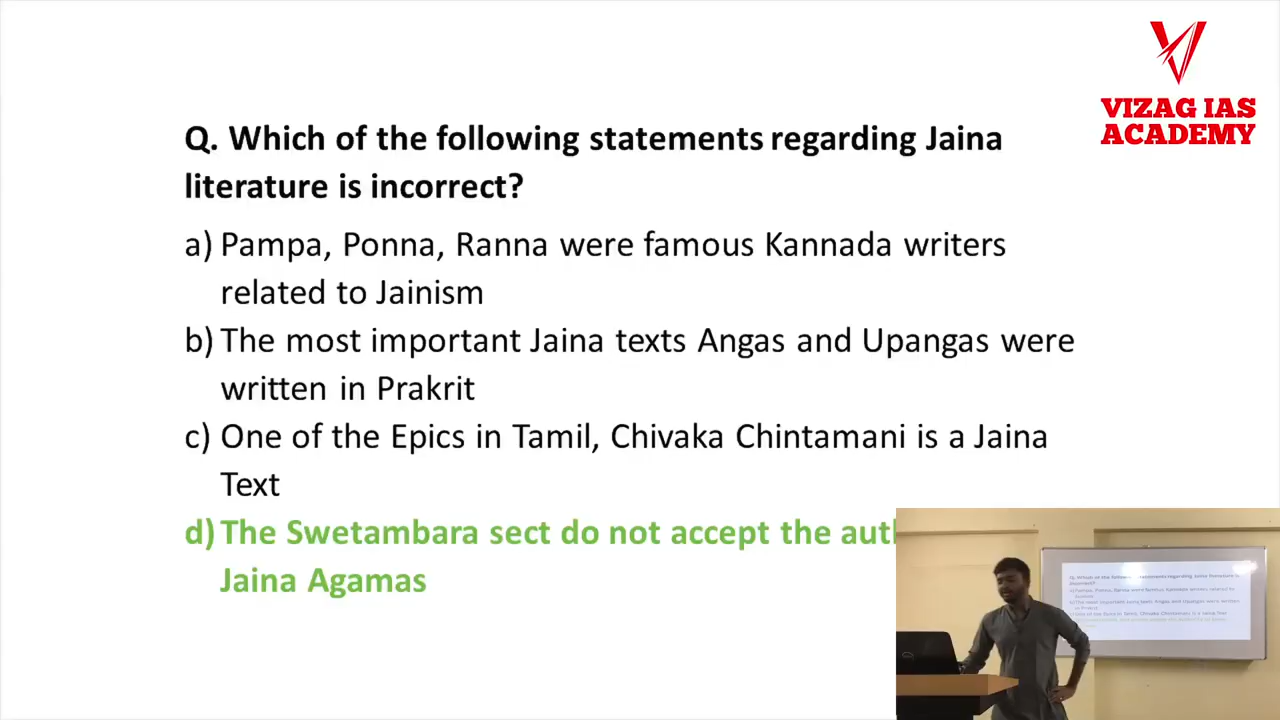 VIZAG IAS
ACADEMY
Q. Which of the following statements regarding Jaina
literature is incorrect?
a) Pampa, Ponna, Ranna were famous Kannada writers
related to Jainism
b) The most important Jaina texts Angas and Upangas were
written in Prakrit
c) One of the Epics in Tamil, Chivaka Chintamani is a Jaina
Text
d) The Swetambara sect do not accept the
Jaina Agamas